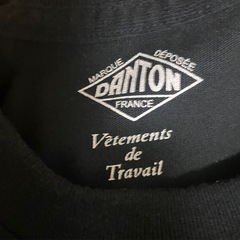 MARQUE DÉPOSÉE
DANTON
FRANCE
Vêtements
de
Travail